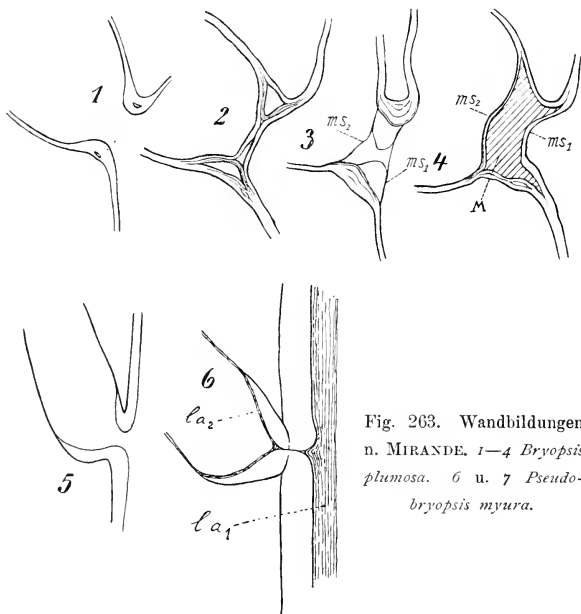 1
2
3
4
ms2
ms1
ms2
ms1
M
5
6
la2
la1
Fig. 263. Wandbildungen
n. MIRANDE. 1—4 Bryopsis
plumosa. 6 u. 7 Pseudo-
bryopsis myura.